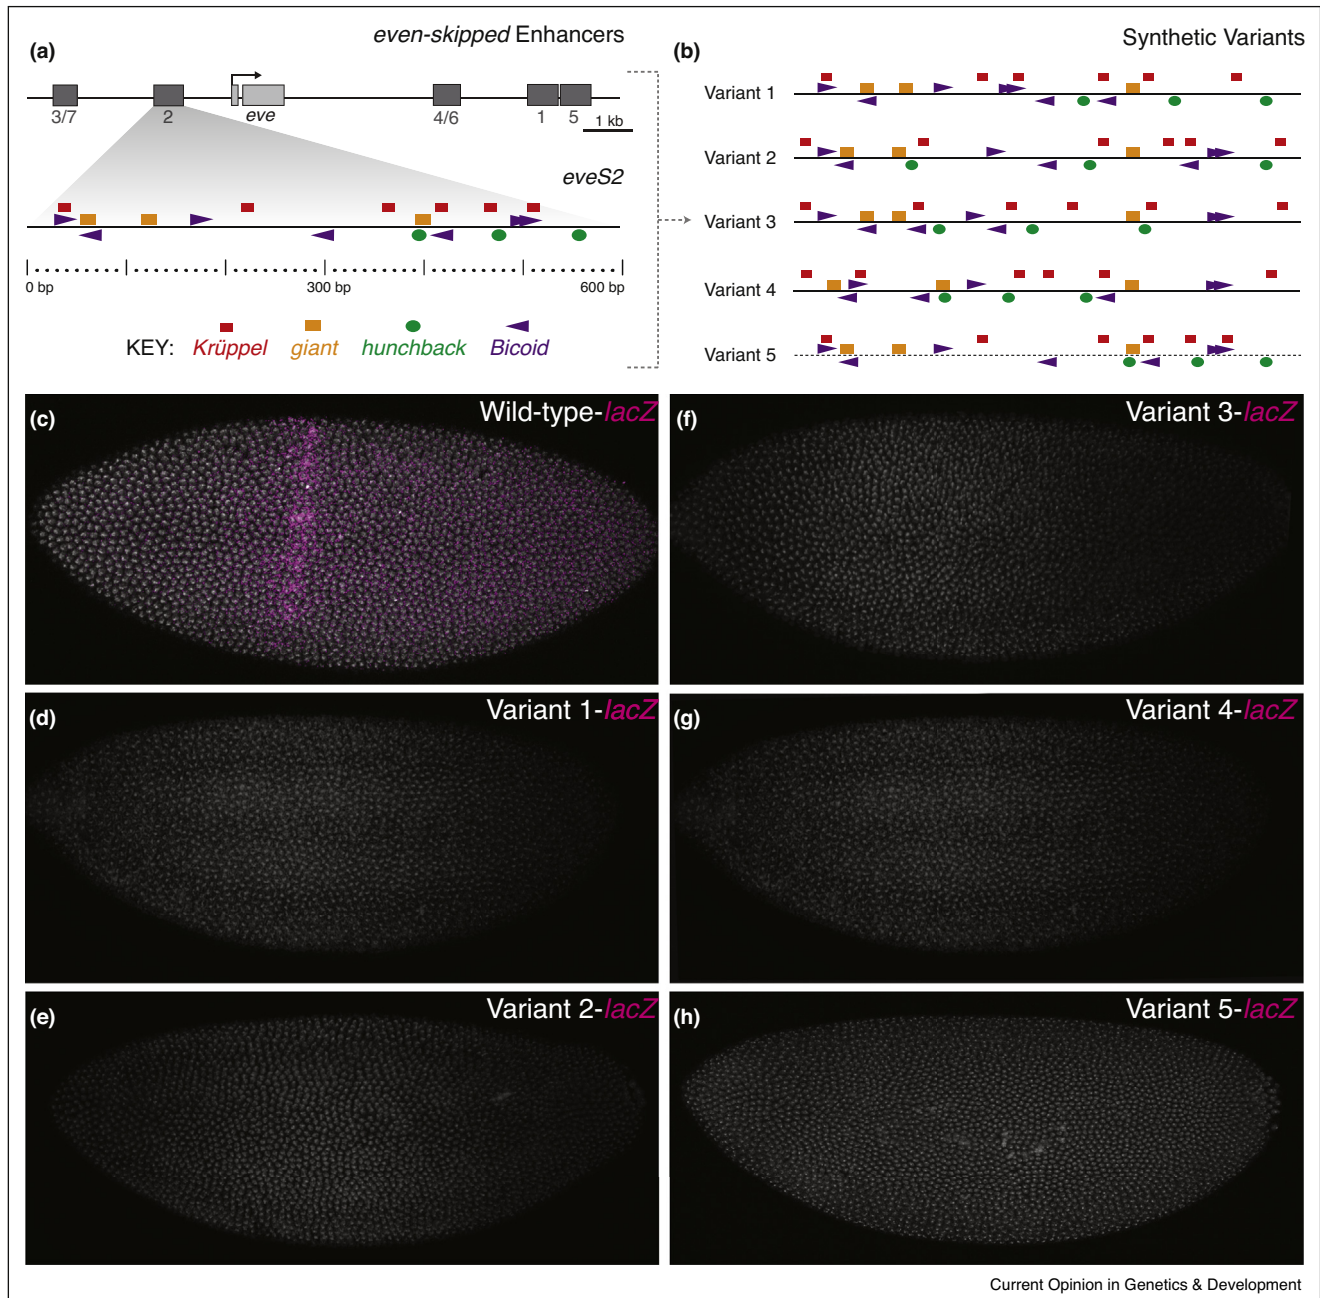 (a)
even-skipped Enhancers
3/7
2
eve
4/6
1
5
1 kb
eveS2
0 bp
300 bp
600 bp
KEY: Krüppel giant hunchback Bicoid
(b)
Synthetic Variants
Variant 1
Variant 2
Variant 3
Variant 4
Variant 5
(c)
Wild-type-lacZ
(f)
Variant 3-lacZ
(d)
Variant 1-lacZ
(g)
Variant 4-lacZ
(e)
Variant 2-lacZ
(h)
Variant 5-lacZ
Current Opinion in Genetics & Development